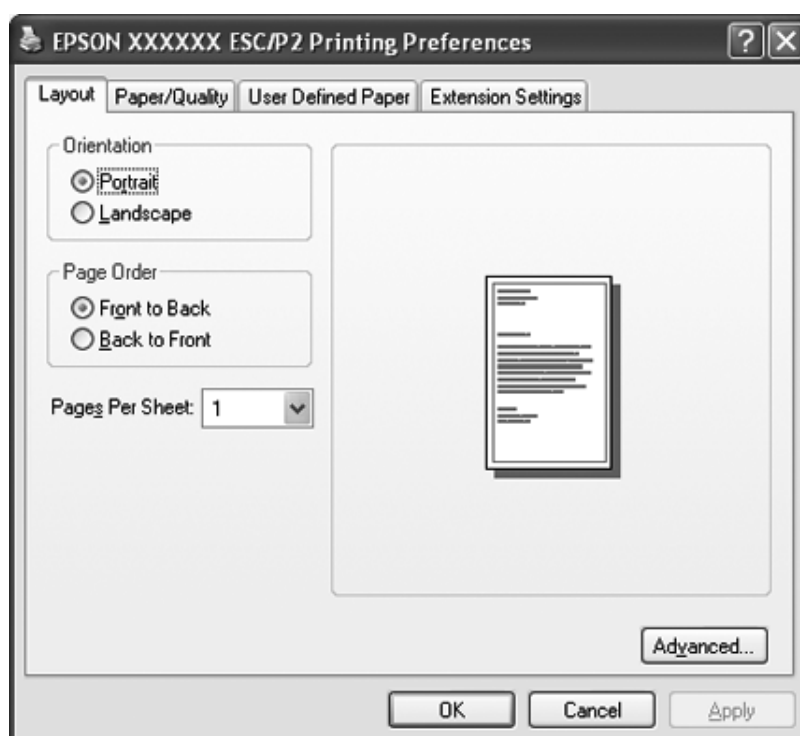 EPSON XXXXXX ESC/P2 Printing Preferences
Layout Paper/Quality User Defined Paper Extension Settings
Orientation
Portrait
Landscape
Page Order
Front to Back
Back to Front
Pages Per Sheet: 1
Advanced...
OK Cancel Apply